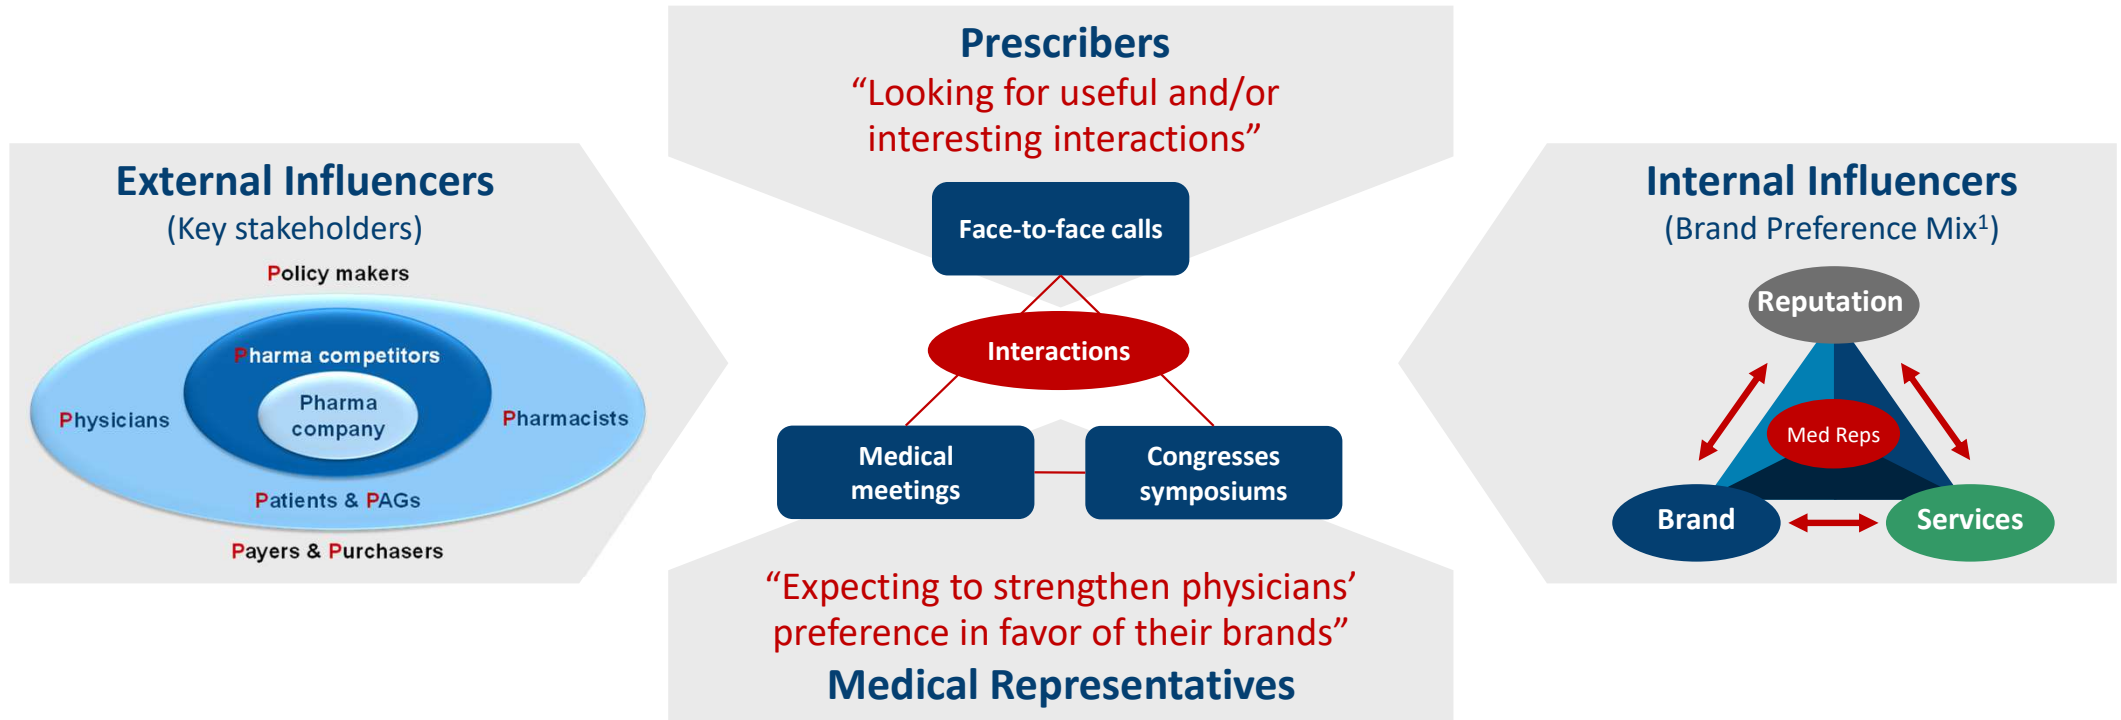 Prescribers
“Looking for useful and/or
interesting interactions”
External Influencers
(Key stakeholders)
Policy makers
Pharma competitors
Pharma
company
Physicians
Pharmacists
Patients & PAGs
Payers & Purchasers
Face-to-face calls
Interactions
Medical
meetings
Congresses
symposiums
“Expecting to strengthen physicians’
preference in favor of their brands”
Medical Representatives
Internal Influencers
(Brand Preference Mix¹)
Reputation
Med Reps
Brand
Services